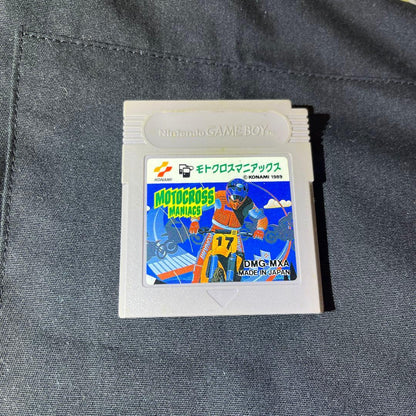 Nintendo GAME BOY
KONAMI
モトクロスマニアックス
© KONAMI 1989
MOTOCROSS
MANIACS
17
DMG-MXA
MADE IN JAPAN